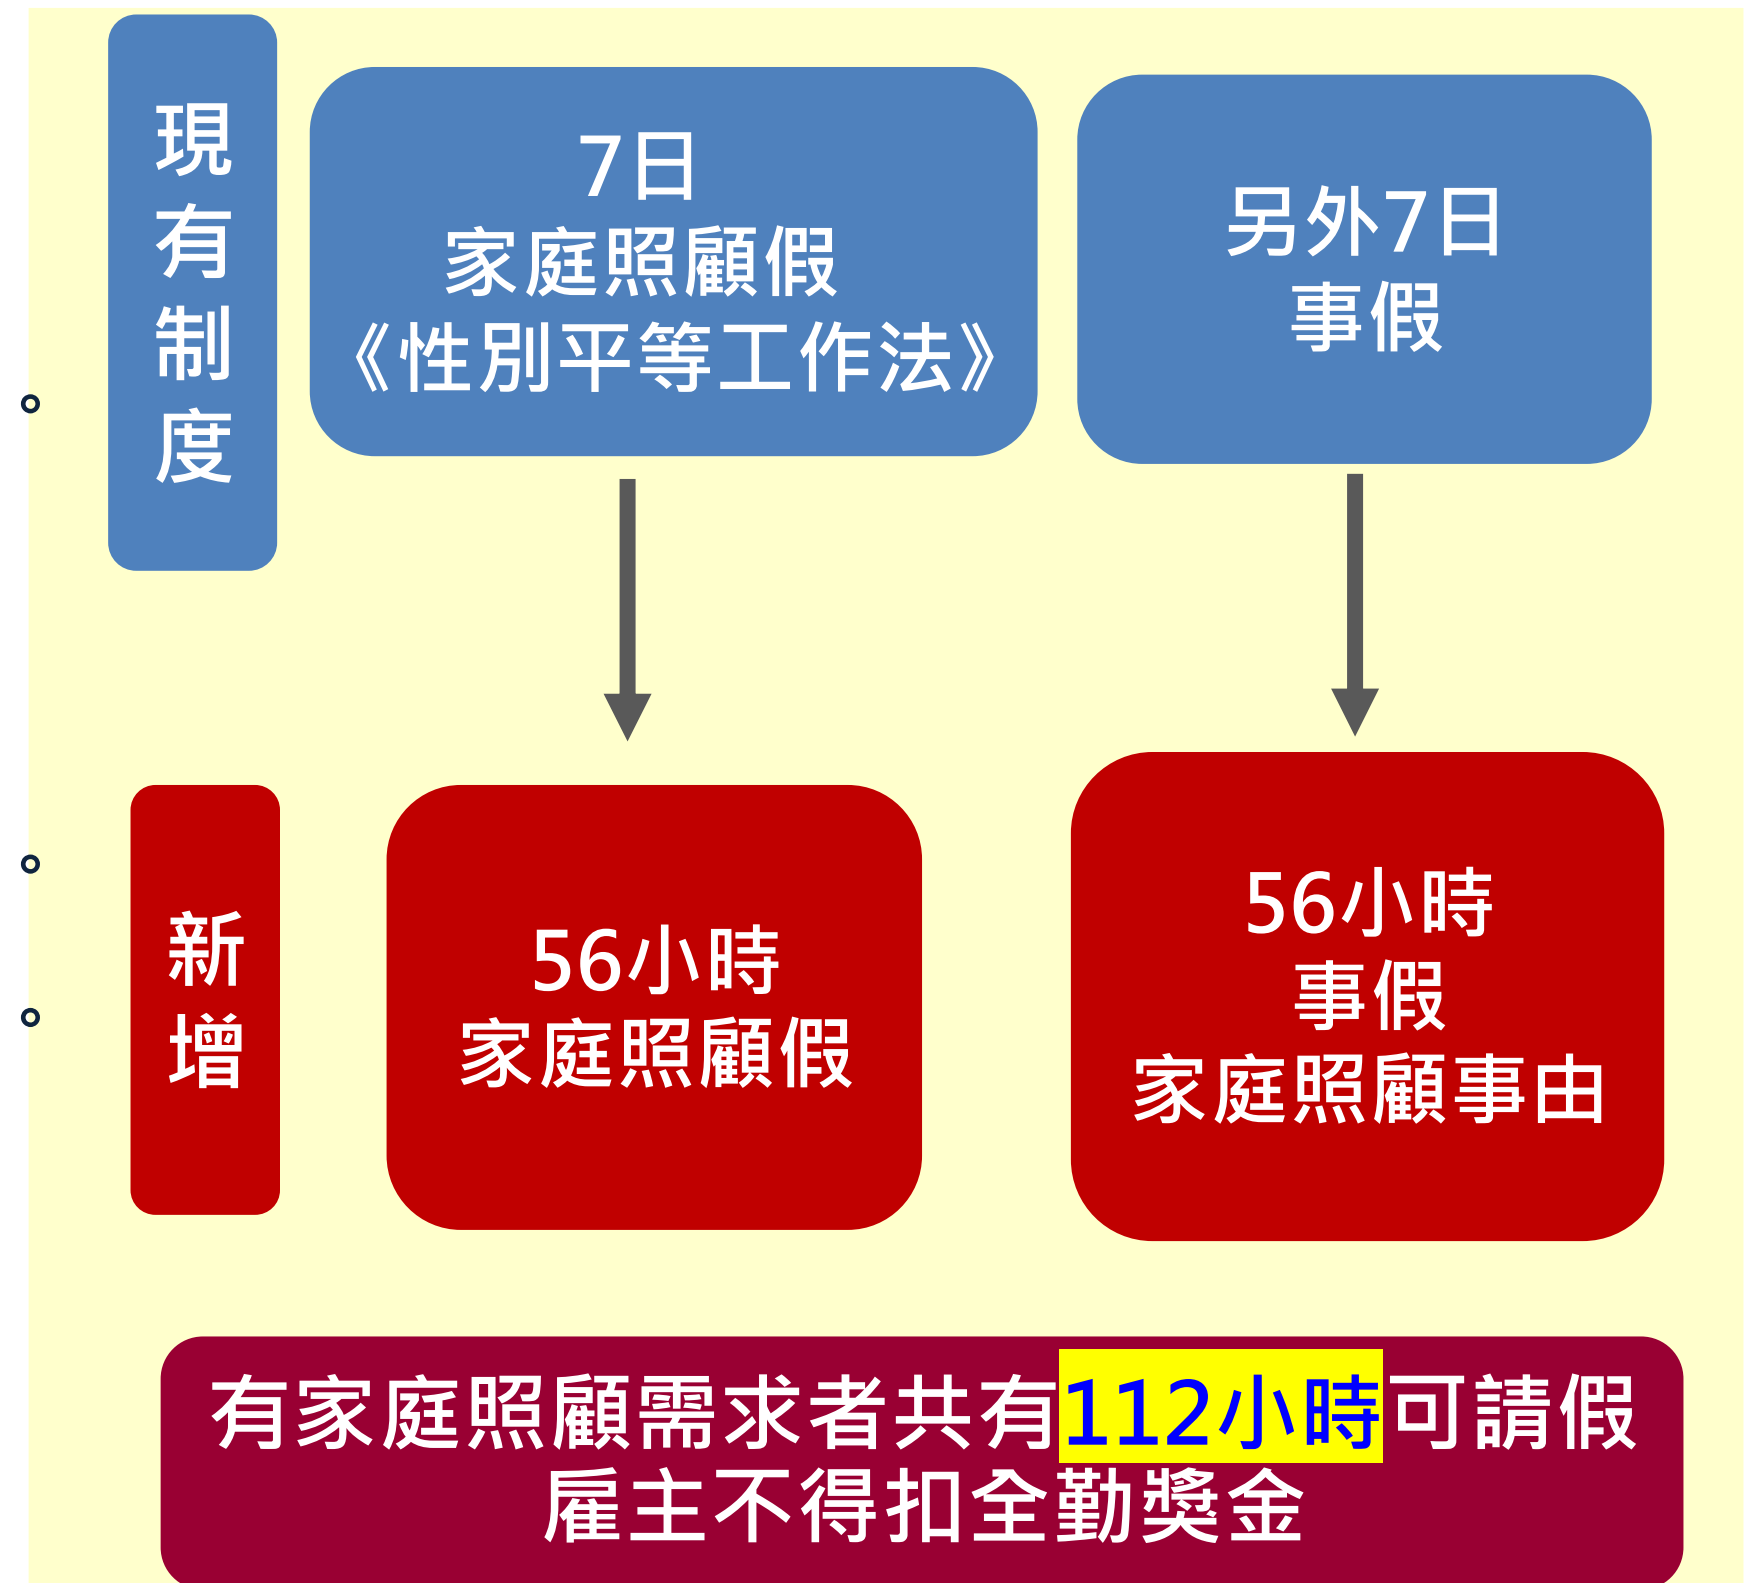 現有制度
7日
家庭照顧假
《性別平等工作法》
另外7日
事假
新增
56小時
家庭照顧假
56小時
事假
家庭照顧事由
有家庭照顧需求者共有112小時可請假
雇主不得扣全勤獎金